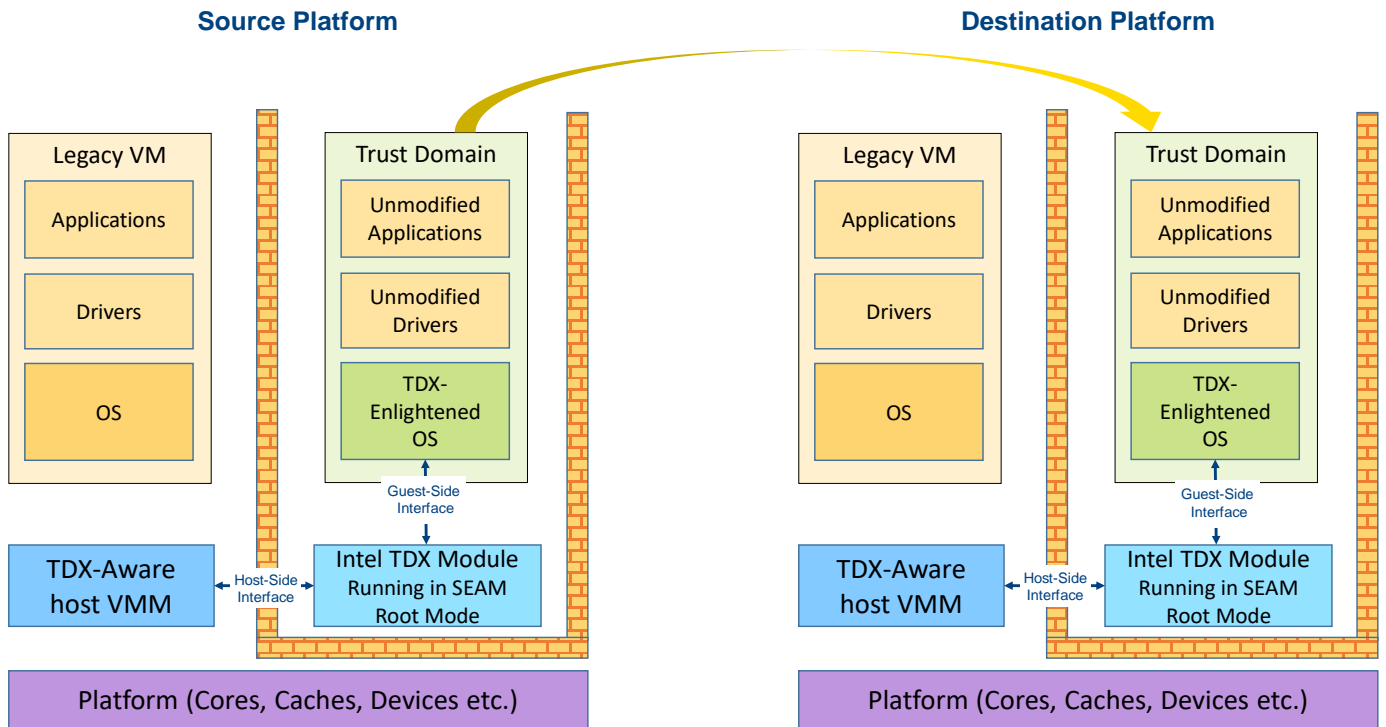 Source Platform
Legacy VM
Applications
Drivers
OS
Trust Domain
Unmodified
Applications
Unmodified
Drivers
TDX-
Enlightened
OS
Guest-Side
Interface
TDX-Aware
host VMM
Host-Side
Interface
Intel TDX Module
Running in SEAM
Root Mode
Platform (Cores, Caches, Devices etc.)
Destination Platform
Legacy VM
Applications
Drivers
OS
Trust Domain
Unmodified
Applications
Unmodified
Drivers
TDX-
Enlightened
OS
Guest-Side
Interface
TDX-Aware
host VMM
Host-Side
Interface
Intel TDX Module
Running in SEAM
Root Mode
Platform (Cores, Caches, Devices etc.)